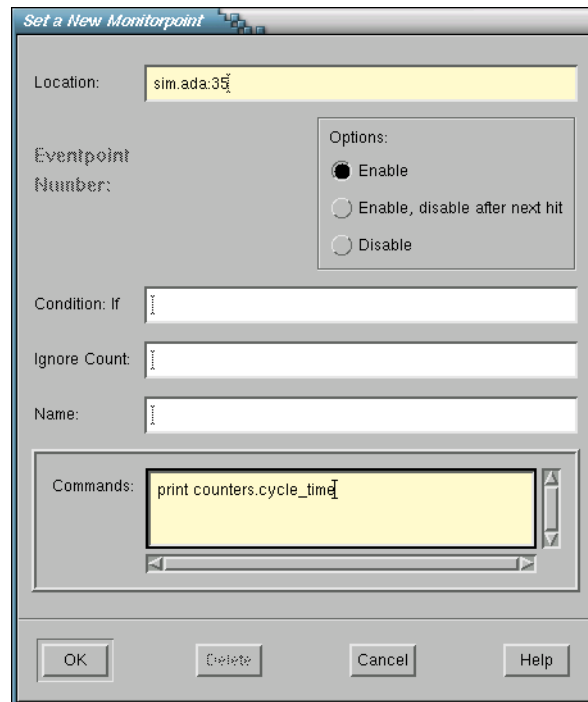 Set a New Monitorpoint
Location:
sim.ada:35
Eventpoint
Number:
Options:
Enable
Enable, disable after next hit
Disable
Condition: If
Ignore Count:
Name:
Commands:
print counters.cycle_time
OK
Delete
Cancel
Help